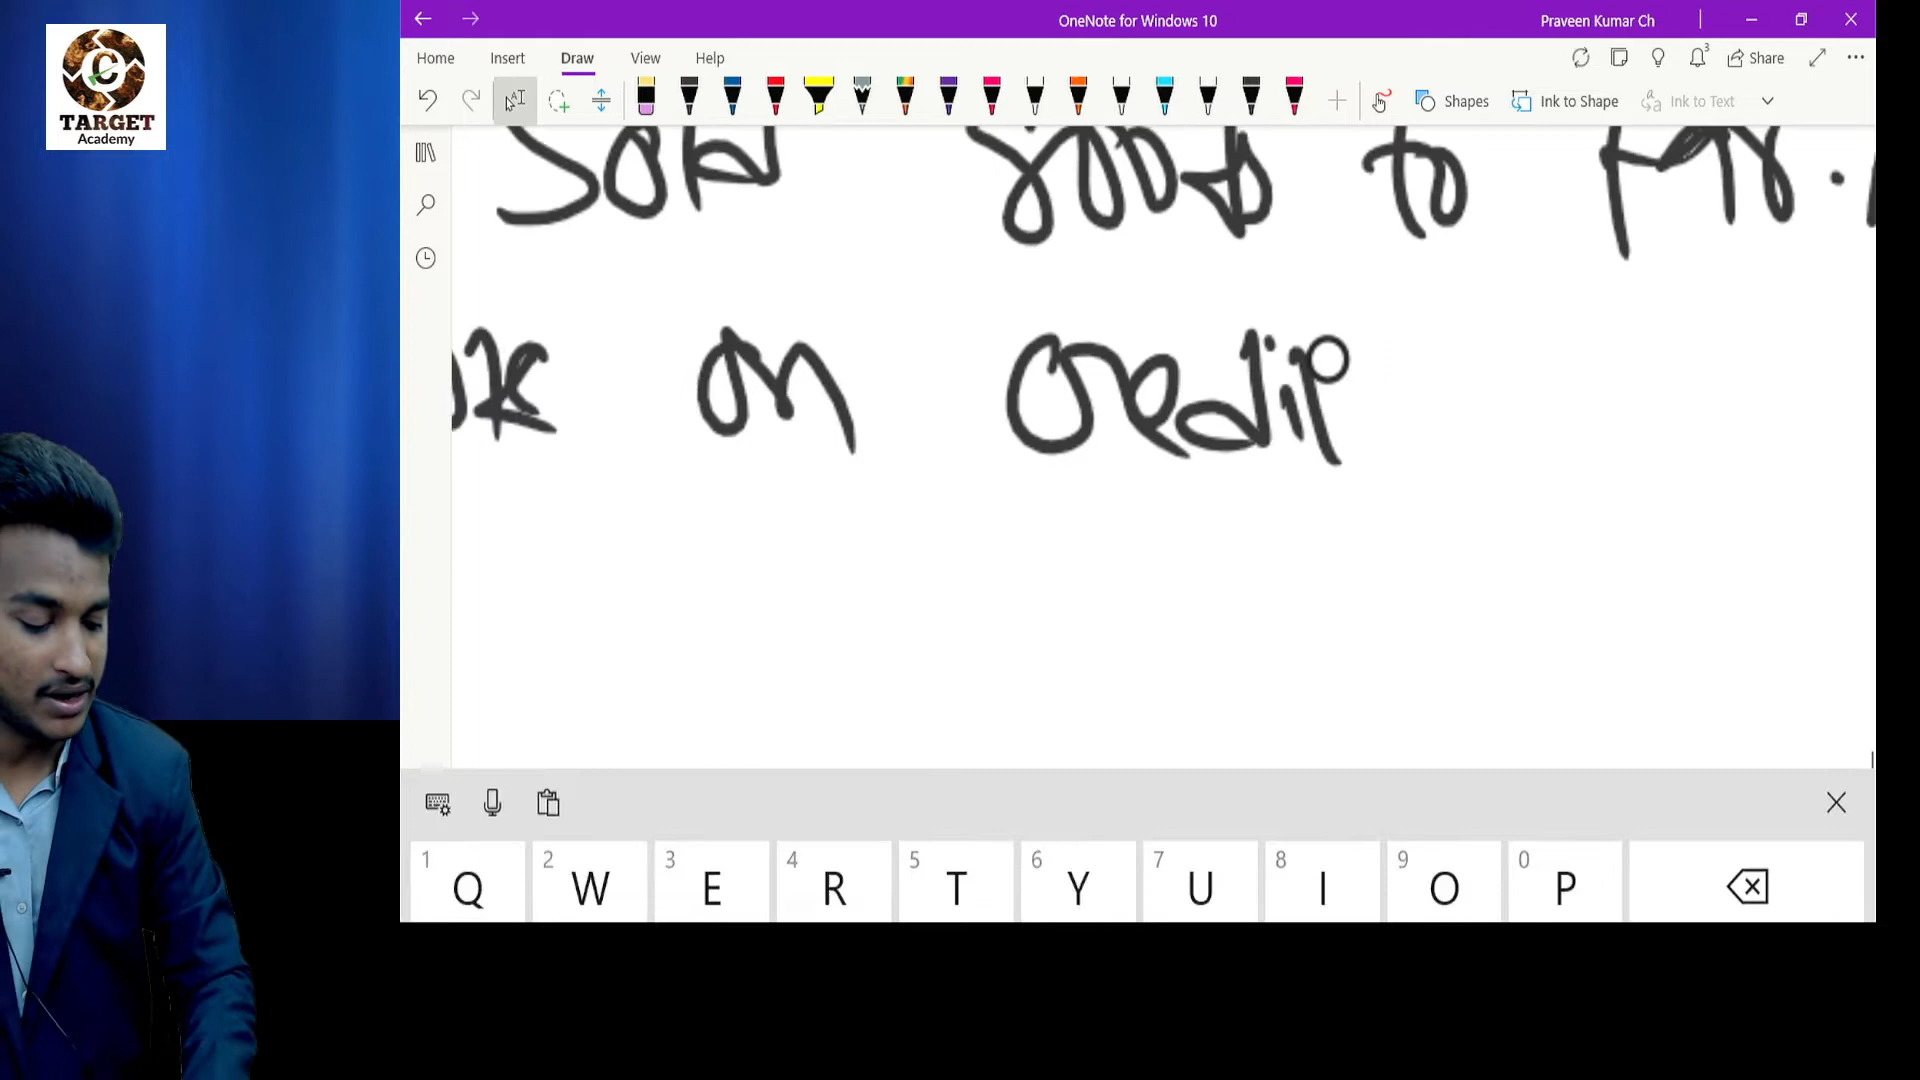 TARGET
Academy
OneNote for Windows 10
Praveen Kumar Ch
Home Insert Draw View Help
3
Share
Shapes
Ink to Shape
Ink to Text
Sold goods to Mr.
on credit
1 Q 2 W 3 E 4 R 5 T 6 Y 7 U 8 I 9 O 0 P